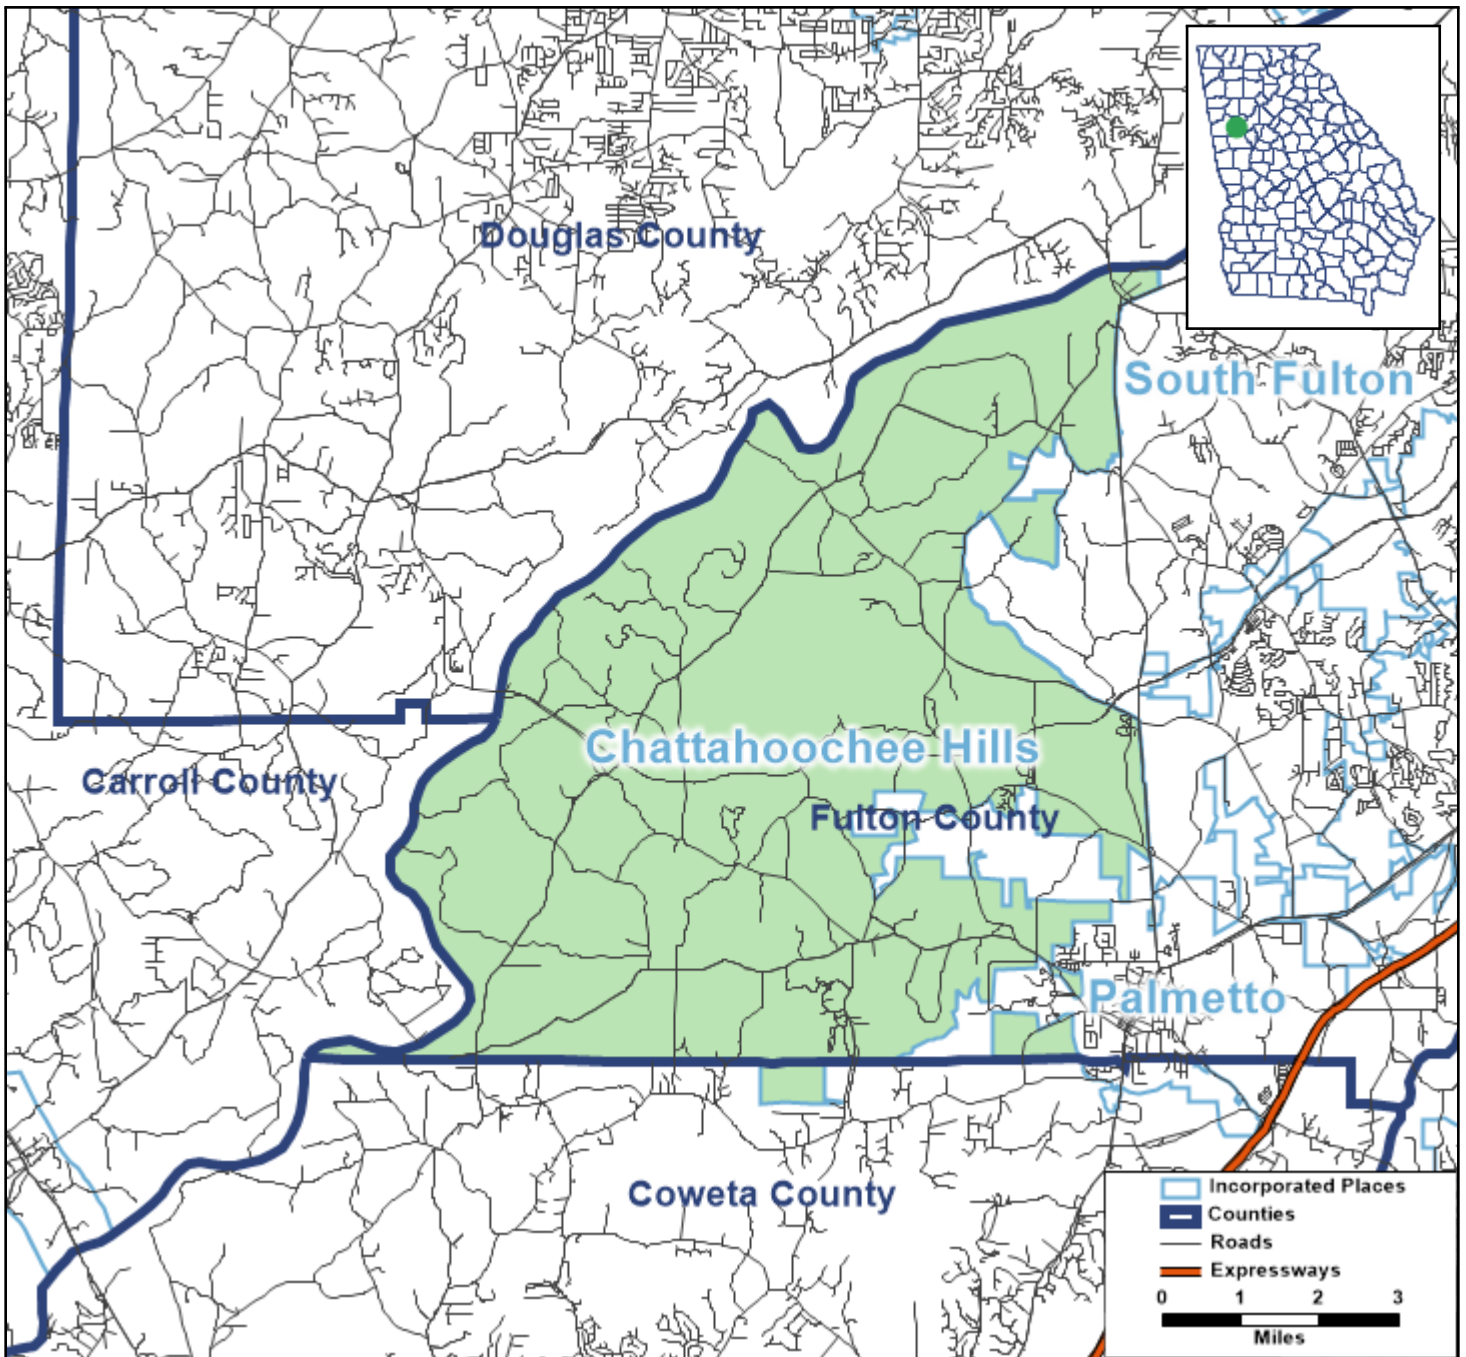 Douglas County
South Fulton
Chattahoochee Hills
Carroll County
Fulton County
Palmetto
Coweta County
Incorporated Places
Counties
Roads
Expressways
0 1 2 3
Miles